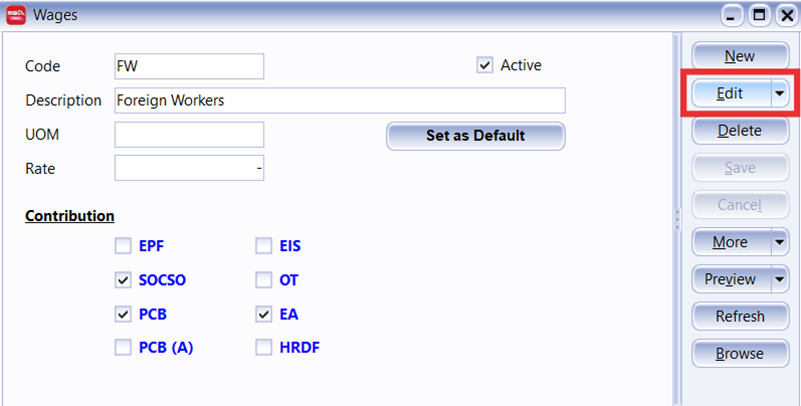 Wages
Code FW Active
Description Foreign Workers
UOM Set as Default
Rate -
Contribution
EPF EIS
SOCSO OT
PCB EA
PCB (A) HRDF
New
Edit
Delete
Save
Cancel
More
Preview
Refresh
Browse